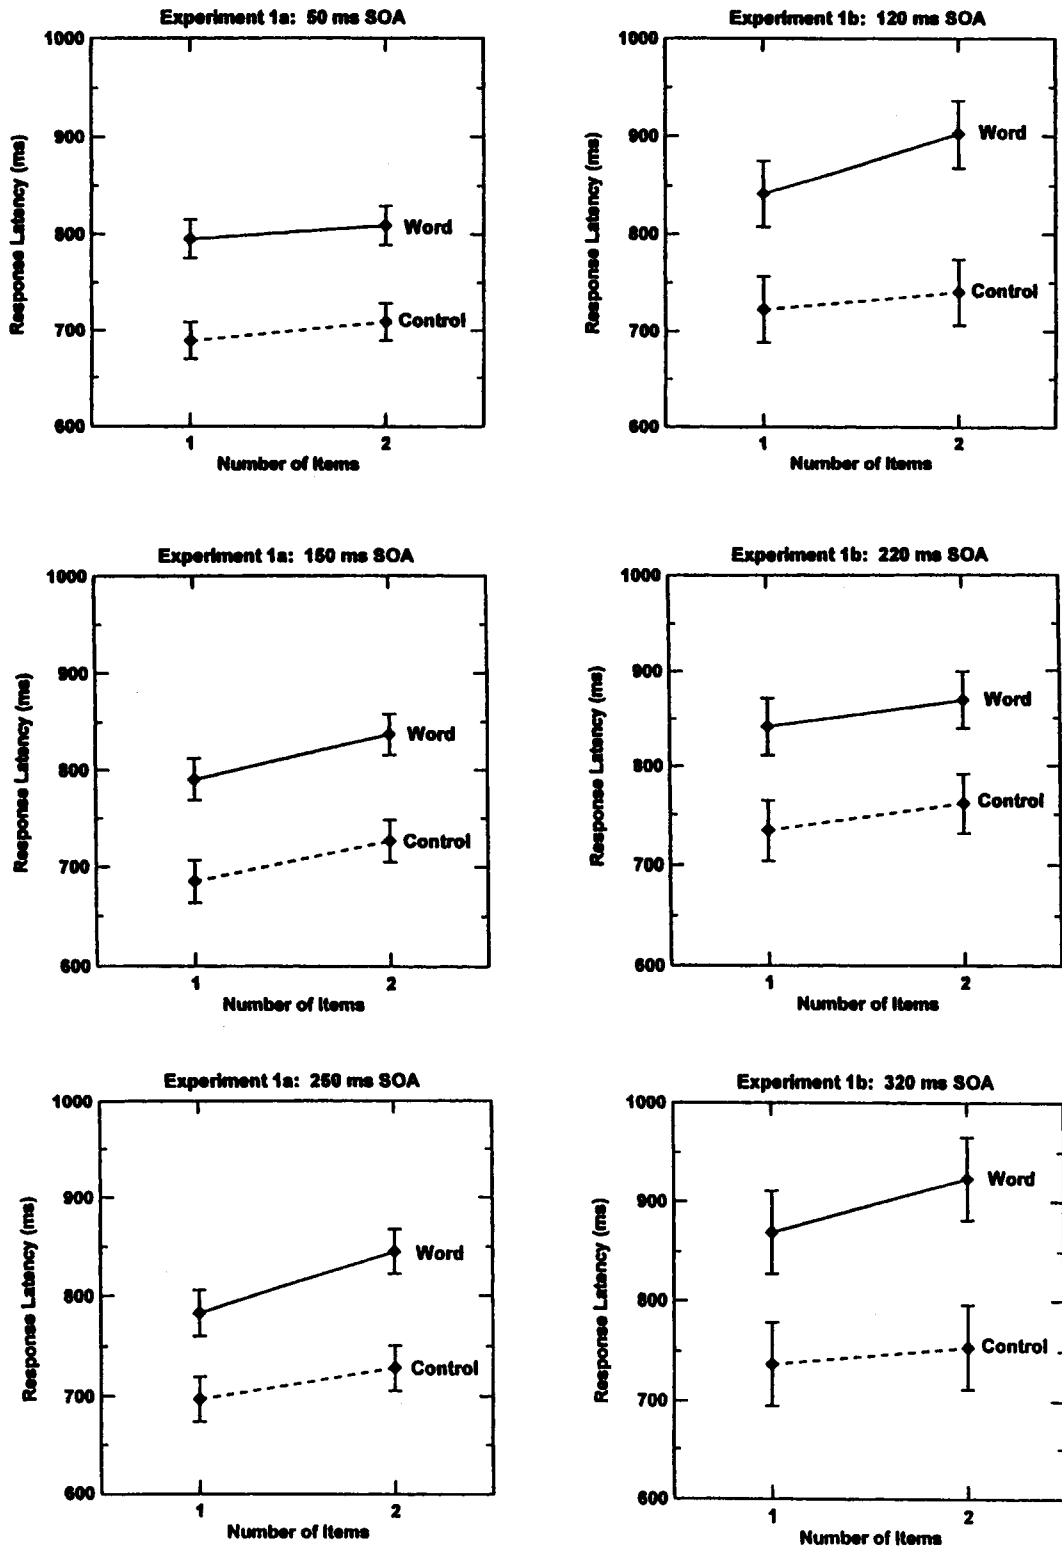 Experiment 1a: 50 ms SOA
1000
900
800
700
600
Response Latency (ms)
Word
Control
1 2
Number of Items
Experiment 1b: 120 ms SOA
1000
900
800
700
600
Response Latency (ms)
Word
Control
1 2
Number of Items
Experiment 1a: 150 ms SOA
1000
900
800
700
600
Response Latency (ms)
Word
Control
1 2
Number of Items
Experiment 1b: 220 ms SOA
1000
900
800
700
600
Response Latency (ms)
Word
Control
1 2
Number of Items
Experiment 1a: 250 ms SOA
1000
900
800
700
600
Response Latency (ms)
Word
Control
1 2
Number of Items
Experiment 1b: 320 ms SOA
1000
900
800
700
600
Response Latency (ms)
Word
Control
1 2
Number of Items